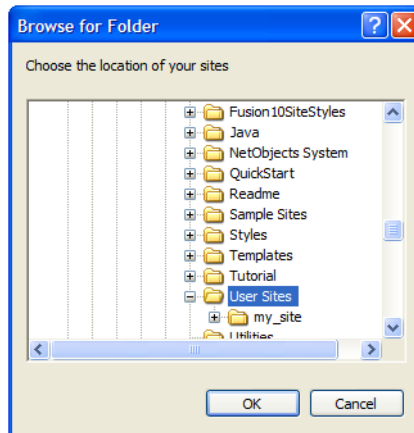 Browse for Folder
Choose the location of your sites
Fusion10SiteStyles
Java
NetObjects System
QuickStart
Readme
Sample Sites
Styles
Templates
Tutorial
User Sites
my_site
Utilities
OK Cancel